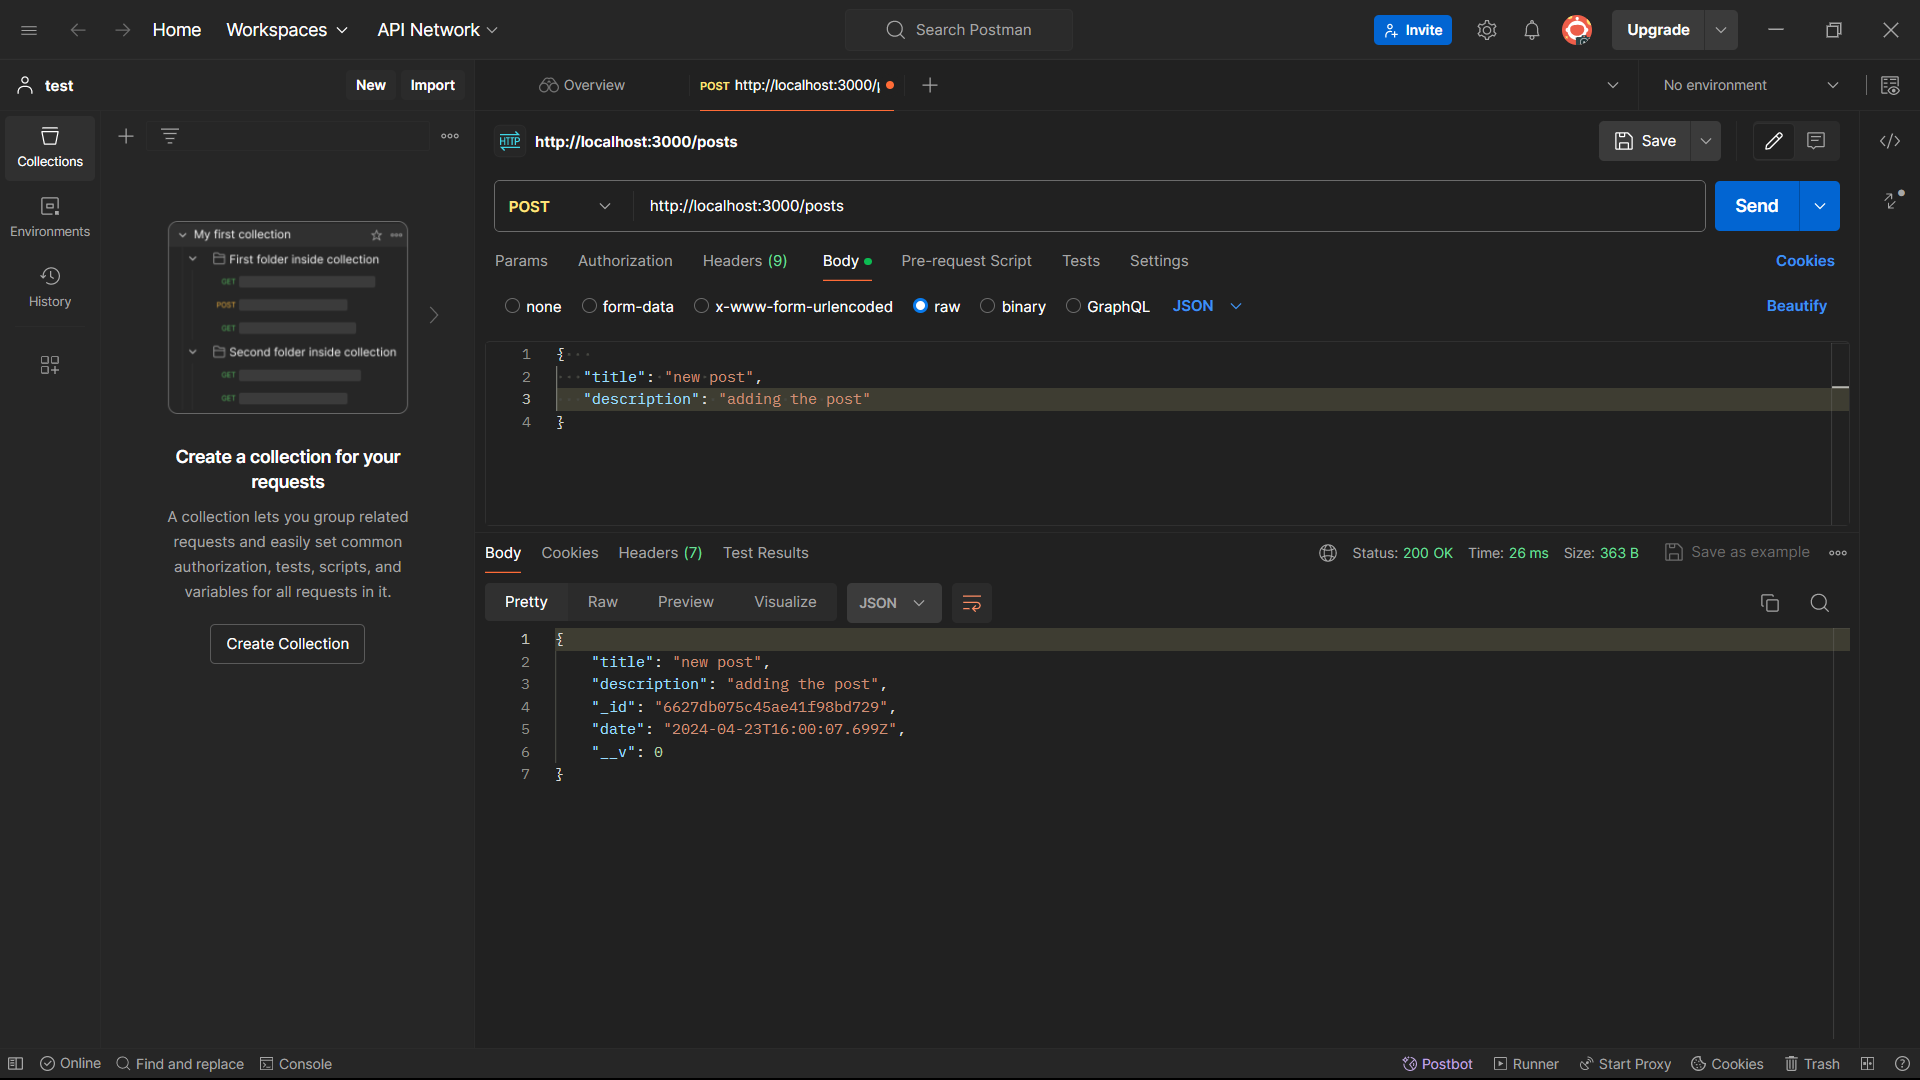 Home Workspaces API Network Search Postman Invite Upgrade
test New Import Overview POST http://localhost:3000/ No environment
HTTP http://localhost:3000/posts Save
Collections
Environments
History
My first collection
First folder inside collection
GET
POST
GET
Second folder inside collection
GET
GET
Create a collection for your
requests
A collection lets you group related
requests and easily set common
authorization, tests, scripts, and
variables for all requests in it.
Create Collection
POST http://localhost:3000/posts Send
Params Authorization Headers (9) Body Pre-request Script Tests Settings Cookies
none form-data x-www-form-urlencoded raw binary GraphQL JSON Beautify
1 {
2 "title": "new post",
3 "description": "adding the post"
4 }
Body Cookies Headers (7) Test Results Status: 200 OK Time: 26 ms Size: 363 B Save as example
Pretty Raw Preview Visualize JSON
1 {
2 "title": "new post",
3 "description": "adding the post",
4 "_id": "6627db075c45ae41f98bd729",
5 "date": "2024-04-23T16:00:07.699Z",
6 "__v": 0
7 }
Online Find and replace Console Postbot Runner Start Proxy Cookies Trash